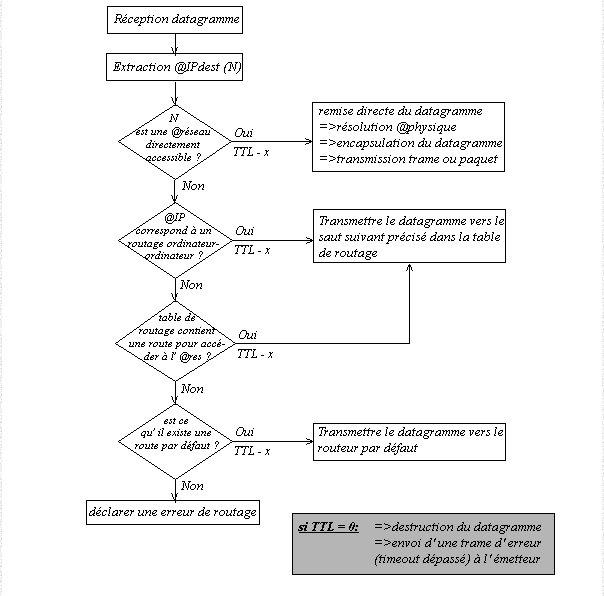 Réception datagramme
Extraction @IPdest (N)
N
est une @réseau
directement
accessible ?
Oui
TTL - x
remise directe du datagramme
=>résolution @physique
=>encapsulation du datagramme
=>transmission trame ou paquet
Non
@IP
correspond à un
routage ordinateur-
ordinateur ?
Oui
TTL - x
Transmettre le datagramme vers le
saut suivant précisé dans la table
de routage
Non
table de
routage contient
une route pour accé-
der à l' @res ?
Oui
TTL - x
Non
est ce
qu' il existe une
route par défaut ?
Oui
TTL - x
Transmettre le datagramme vers le
routeur par défaut
Non
déclarer une erreur de routage
si TTL = 0: =>destruction du datagramme
=>envoi d'une trame d'erreur
(timeout dépassé) à l'émetteur